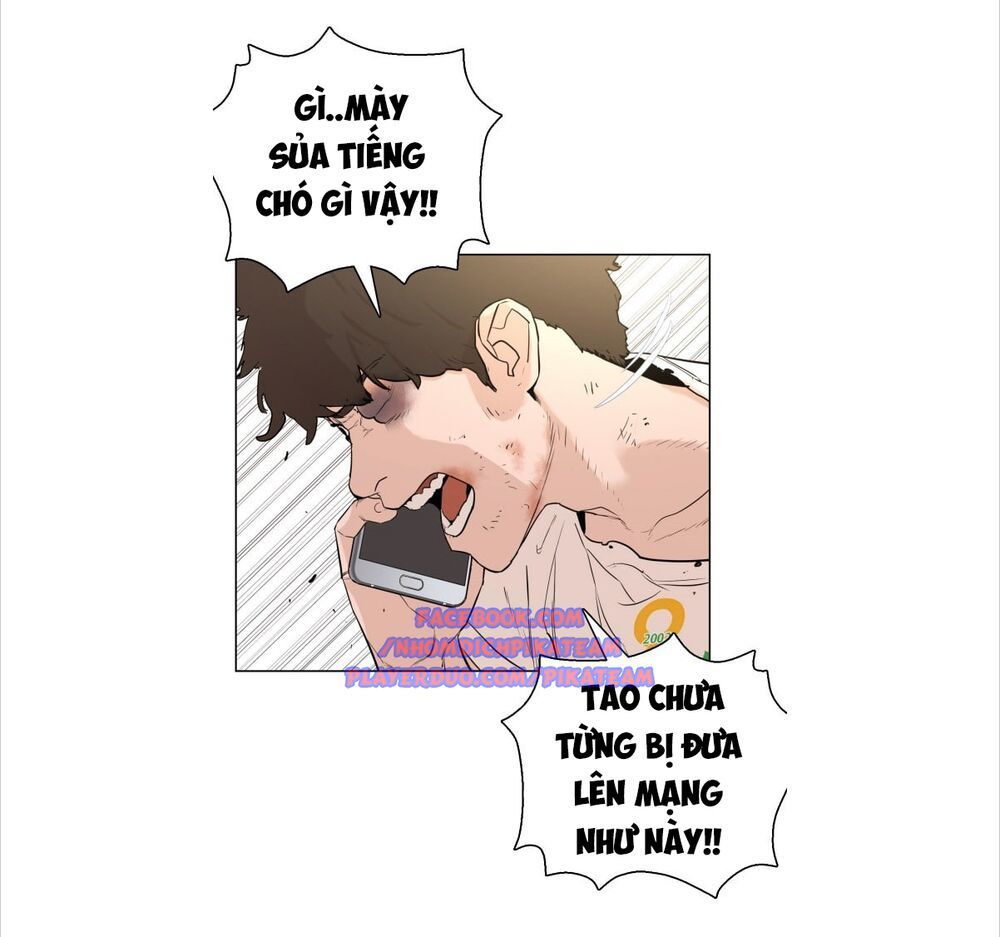 GÌ..MÀY
SỦA TIẾNG
CHÓ GÌ VẬY!!
FACEBOOK.COM
/NHOMDICHPIKATEAM
PLAYERDUO.COM/PIKATEAM
2002
TAO CHƯA
TỪNG BỊ ĐƯA
LÊN MẠNG
NHƯ NÀY!!